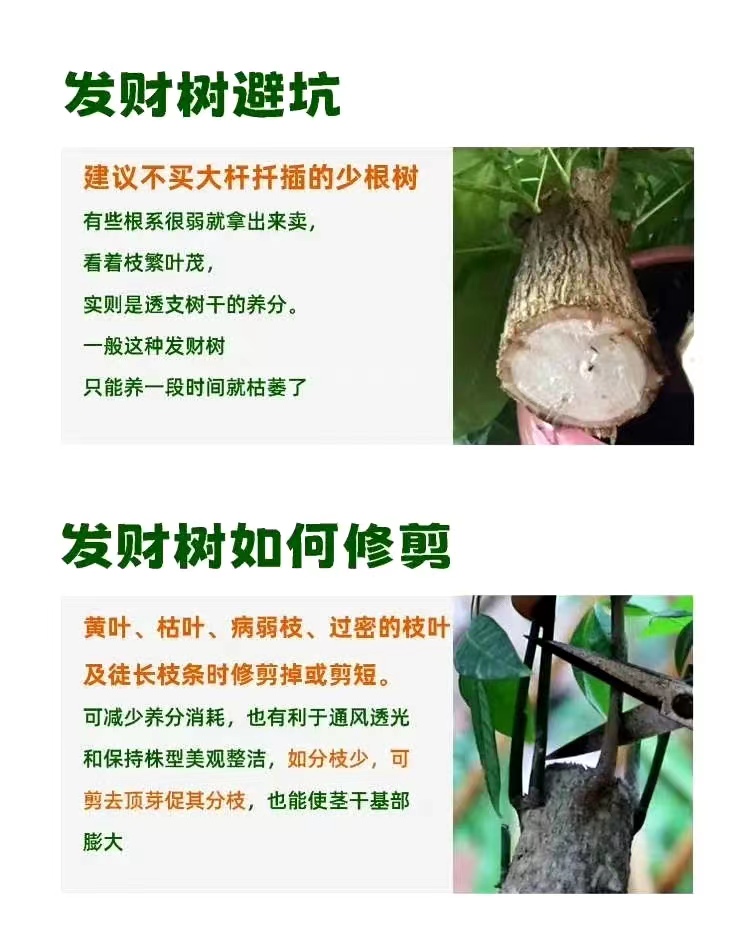 发财树避坑
建议不买大杆扦插的少根树
有些根系很弱就拿出来卖，
看着枝繁叶茂，
实则是透支树干的养分。
一般这种发财树
只能养一段时间就枯萎了
发财树如何修剪
黄叶、枯叶、病弱枝、过密的枝叶
及徒长枝条时修剪掉或剪短。
可减少养分消耗，也有利于通风透光
和保持株型美观整洁，如分枝少，可
剪去顶芽促其分枝，也能使茎干基部
膨大